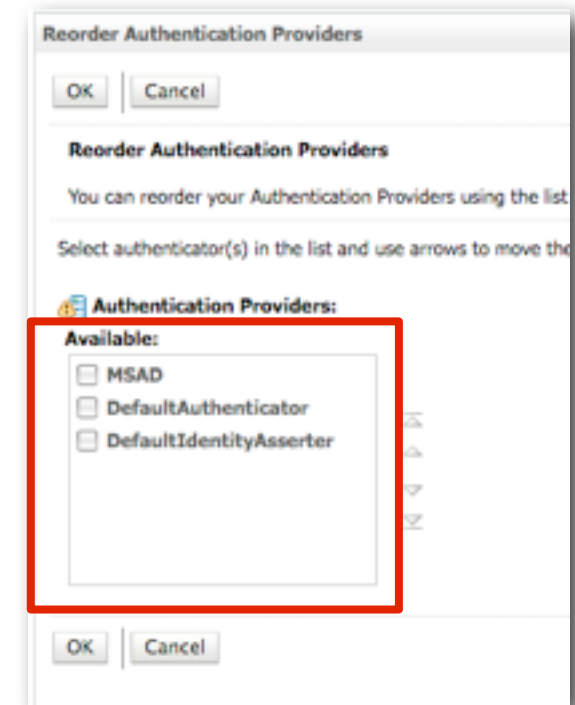 Reorder Authentication Providers
OK Cancel
Reorder Authentication Providers
You can reorder your Authentication Providers using the list
Select authenticator(s) in the list and use arrows to move the
Authentication Providers:
Available:
MSAD
DefaultAuthenticator
DefaultIdentityAsserter
OK Cancel